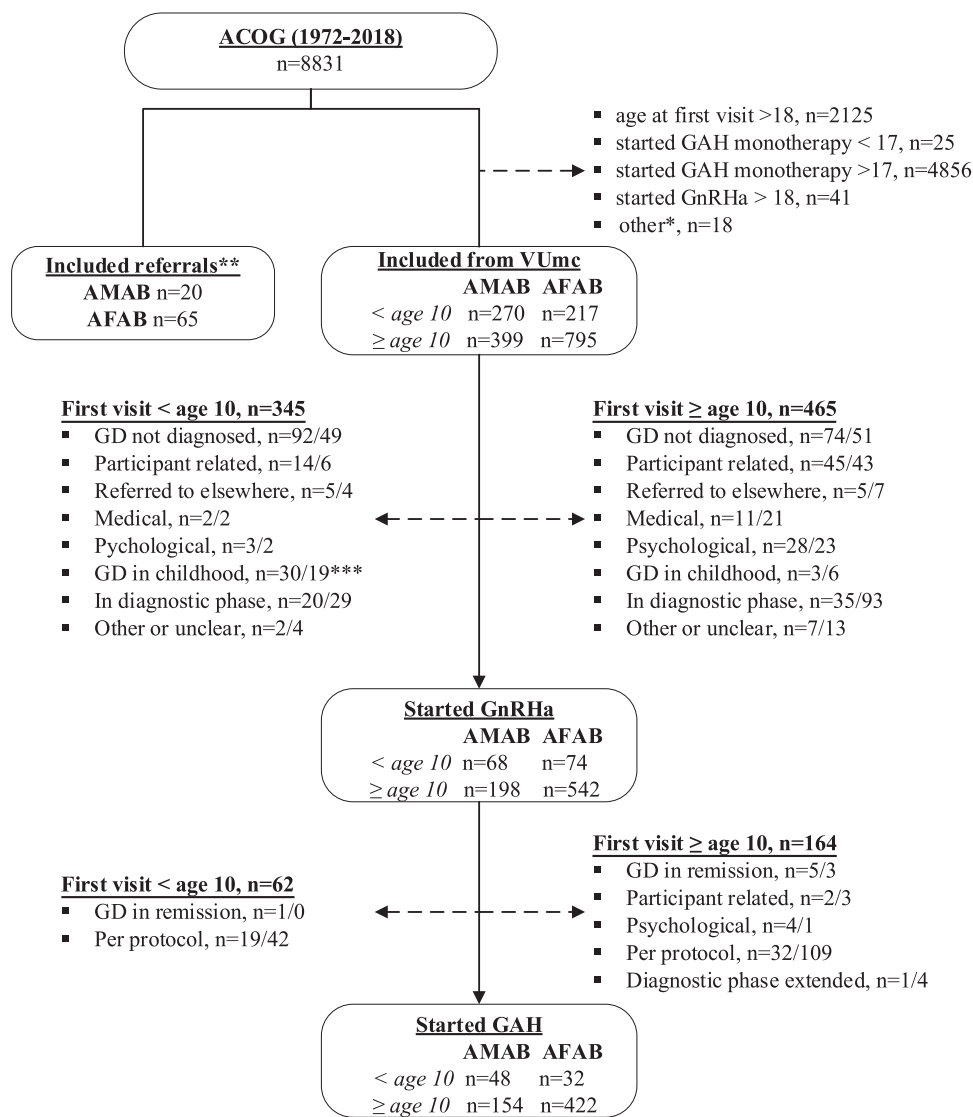 ACOG (1972-2018)
n=8831
▪ age at first visit >18, n=2125
▪ started GAH monotherapy < 17, n=25
▪ started GAH monotherapy >17, n=4856
▪ started GnRHa > 18, n=41
▪ other*, n=18
Included referrals**
AMAB n=20
AFAB n=65
Included from VUmc
AMAB AFAB
< age 10 n=270 n=217
≥ age 10 n=399 n=795
First visit < age 10, n=345
▪ GD not diagnosed, n=92/49
▪ Participant related, n=14/6
▪ Referred to elsewhere, n=5/4
▪ Medical, n=2/2
▪ Pychological, n=3/2
▪ GD in childhood, n=30/19***
▪ In diagnostic phase, n=20/29
▪ Other or unclear, n=2/4
First visit ≥ age 10, n=465
▪ GD not diagnosed, n=74/51
▪ Participant related, n=45/43
▪ Referred to elsewhere, n=5/7
▪ Medical, n=11/21
▪ Psychological, n=28/23
▪ GD in childhood, n=3/6
▪ In diagnostic phase, n=35/93
▪ Other or unclear, n=7/13
Started GnRHa
AMAB AFAB
< age 10 n=68 n=74
≥ age 10 n=198 n=542
First visit < age 10, n=62
▪ GD in remission, n=1/0
▪ Per protocol, n=19/42
First visit ≥ age 10, n=164
▪ GD in remission, n=5/3
▪ Participant related, n=2/3
▪ Psychological, n=4/1
▪ Per protocol, n=32/109
▪ Diagnostic phase extended, n=1/4
Started GAH
AMAB AFAB
< age 10 n=48 n=32
≥ age 10 n=154 n=422